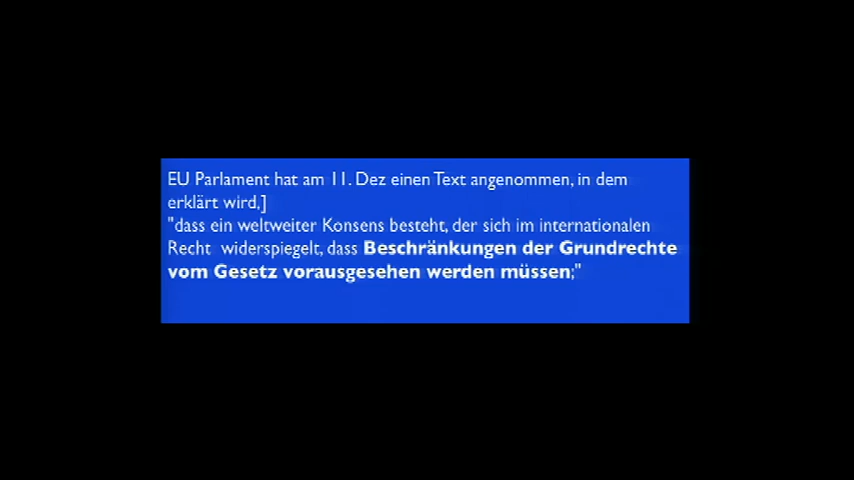 EU Parlament hat am 11. Dez einen Text angenommen, in dem
erklärt wird,]
"dass ein weltweiter Konsens besteht, der sich im internationalen
Recht widerspiegelt, dass Beschränkungen der Grundrechte
vom Gesetz vorausgesehen werden müssen;"